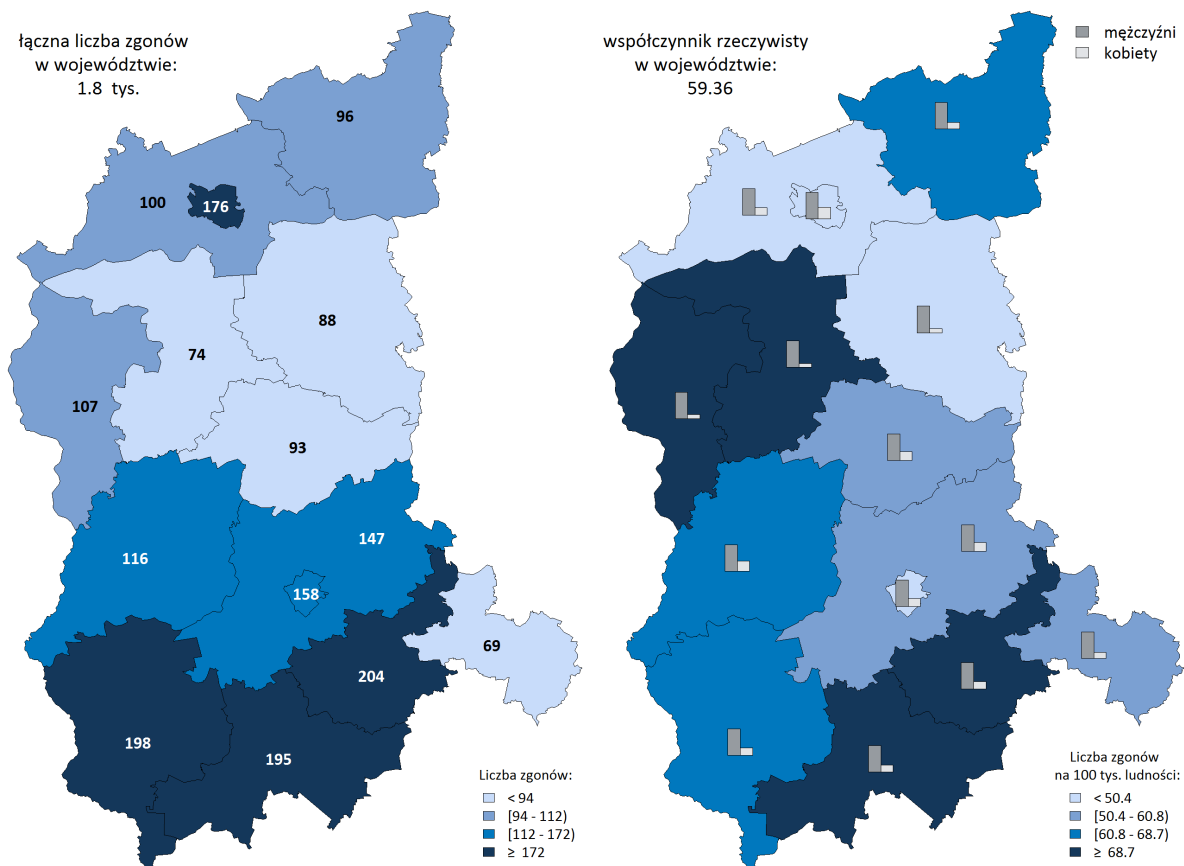 łączna liczba zgonów
w województwie:
1.8 tys.
96
100
176
88
74
107
93
147
116
158
69
204
198
195
Liczba zgonów:
< 94
[94 - 112)
[112 - 172)
≥ 172
współczynnik rzeczywisty
w województwie:
59.36
mężczyźni
kobiety
Liczba zgonów
na 100 tys. ludności:
< 50.4
[50.4 - 60.8)
[60.8 - 68.7)
≥ 68.7